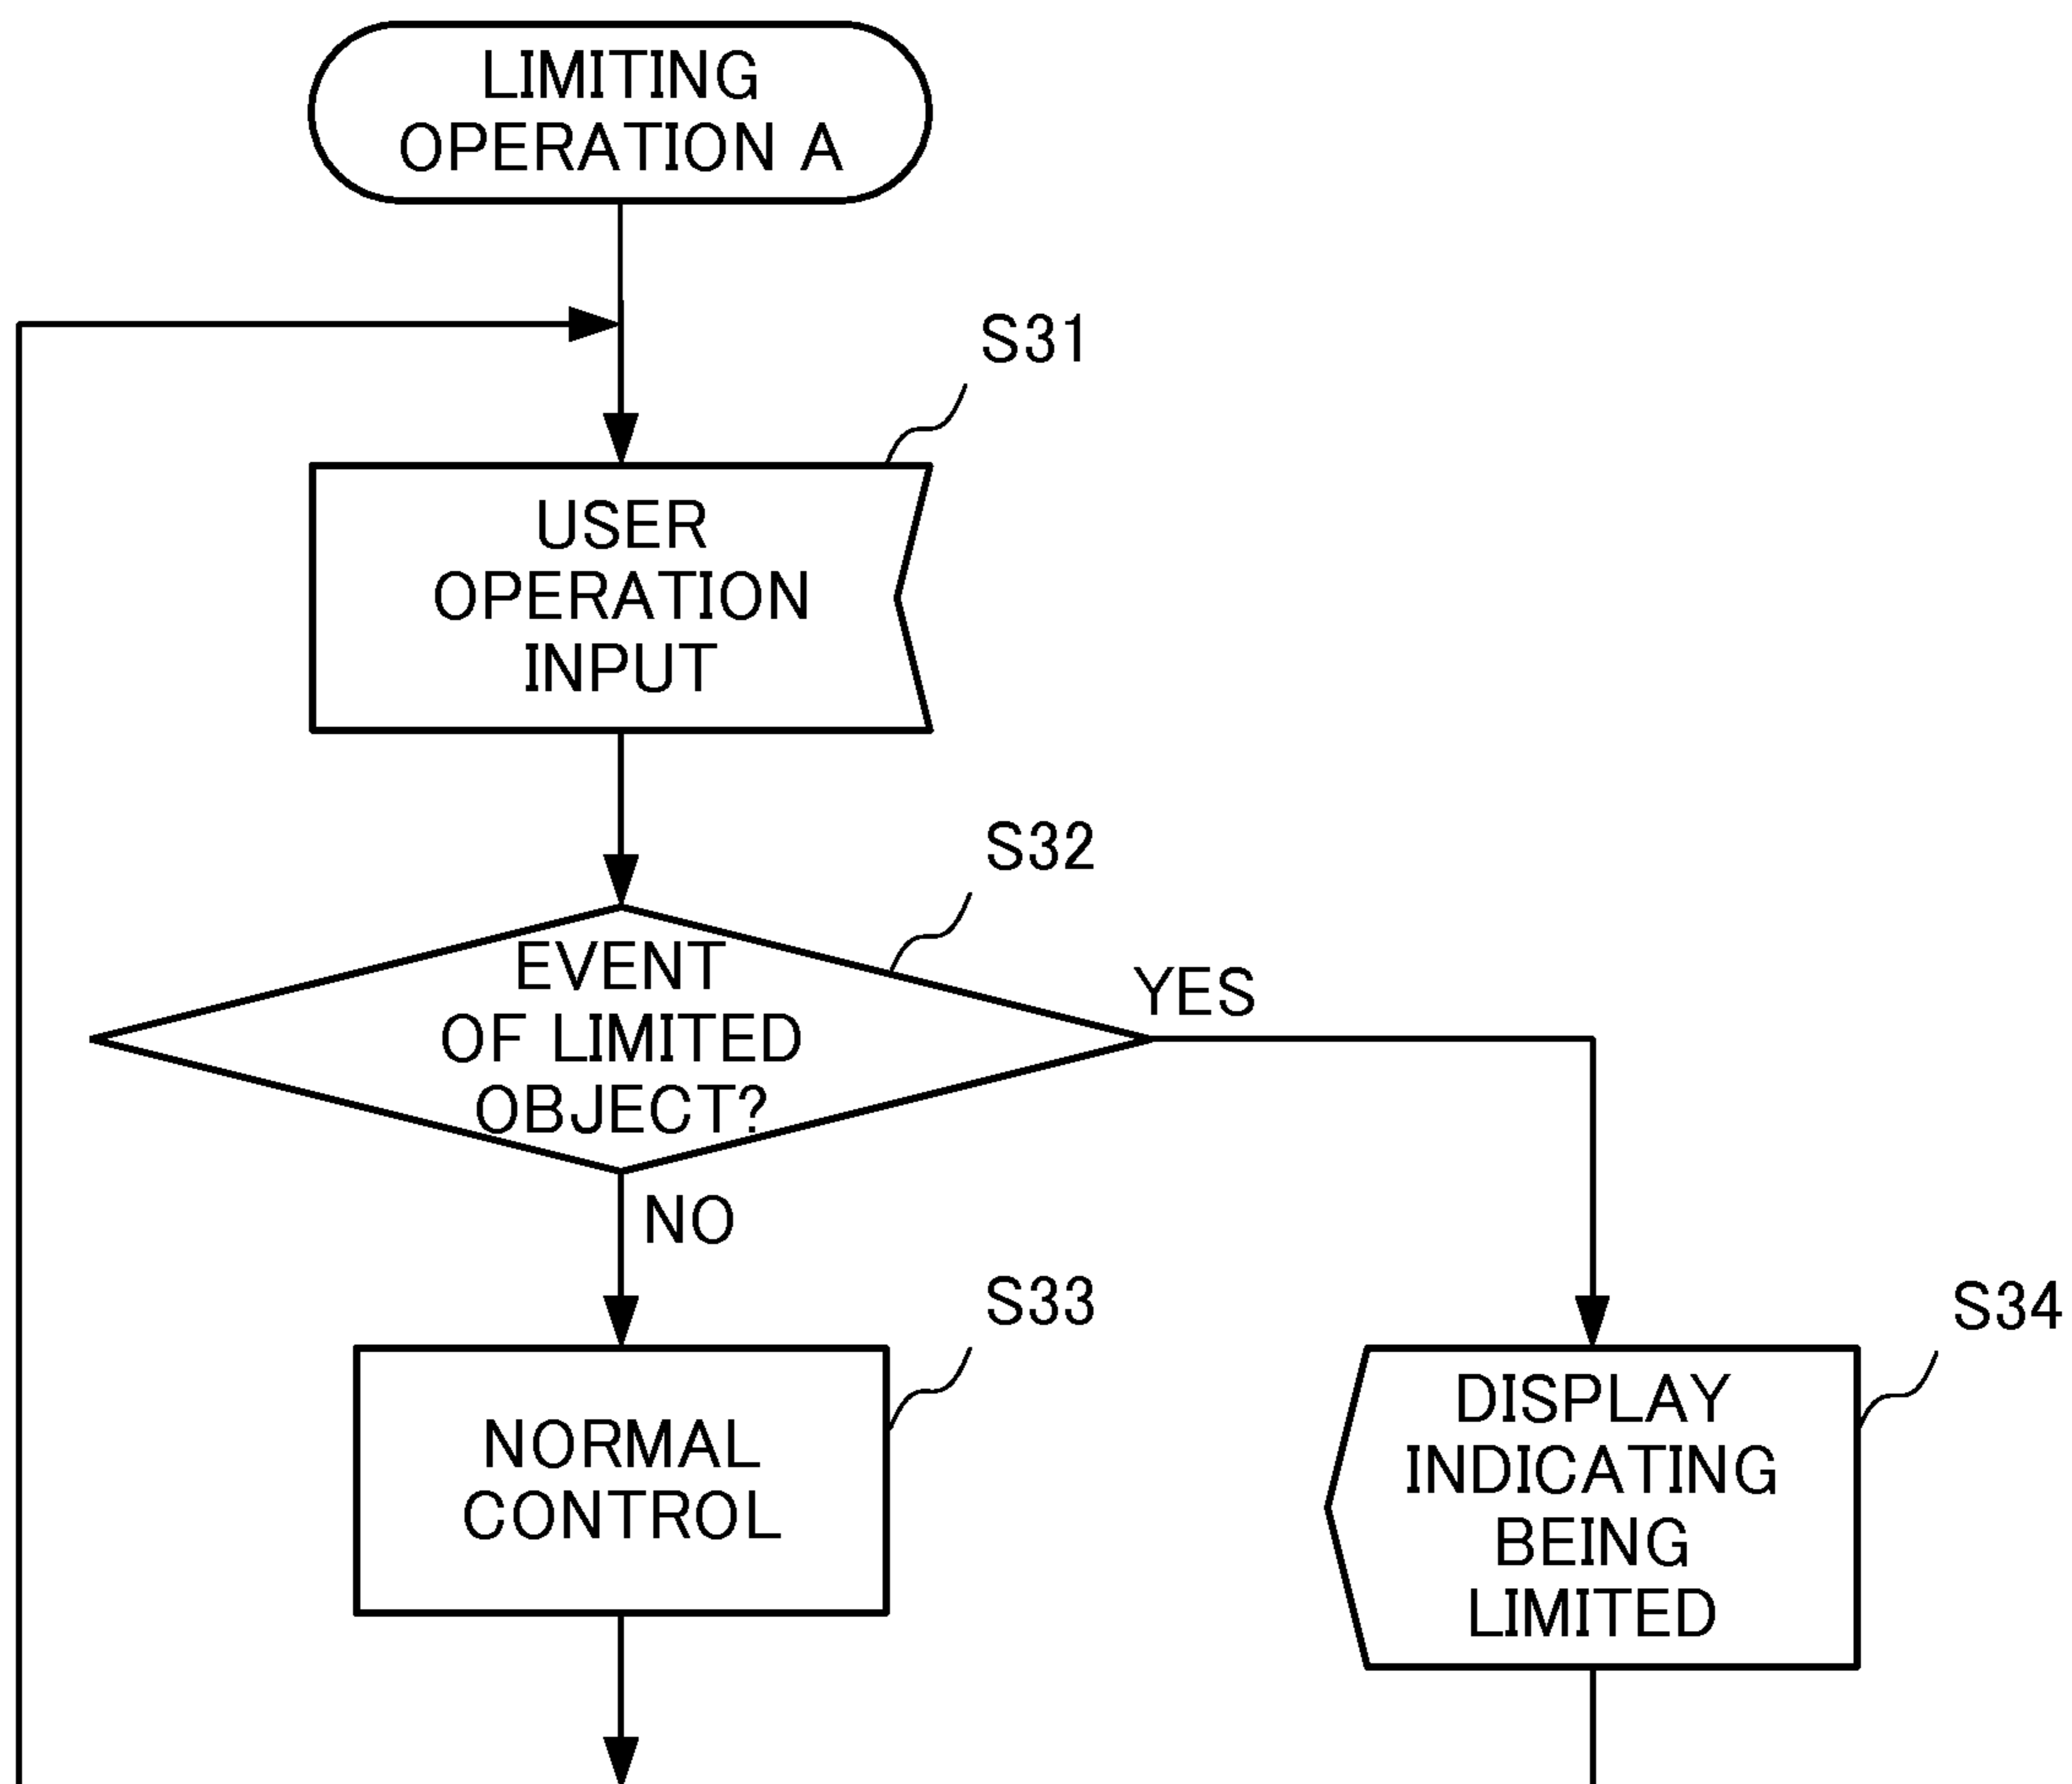 LIMITING
OPERATION A
S31
USER
OPERATION
INPUT
S32
EVENT
OF LIMITED
OBJECT?
YES
NO
S33
NORMAL
CONTROL
S34
DISPLAY
INDICATING
BEING
LIMITED